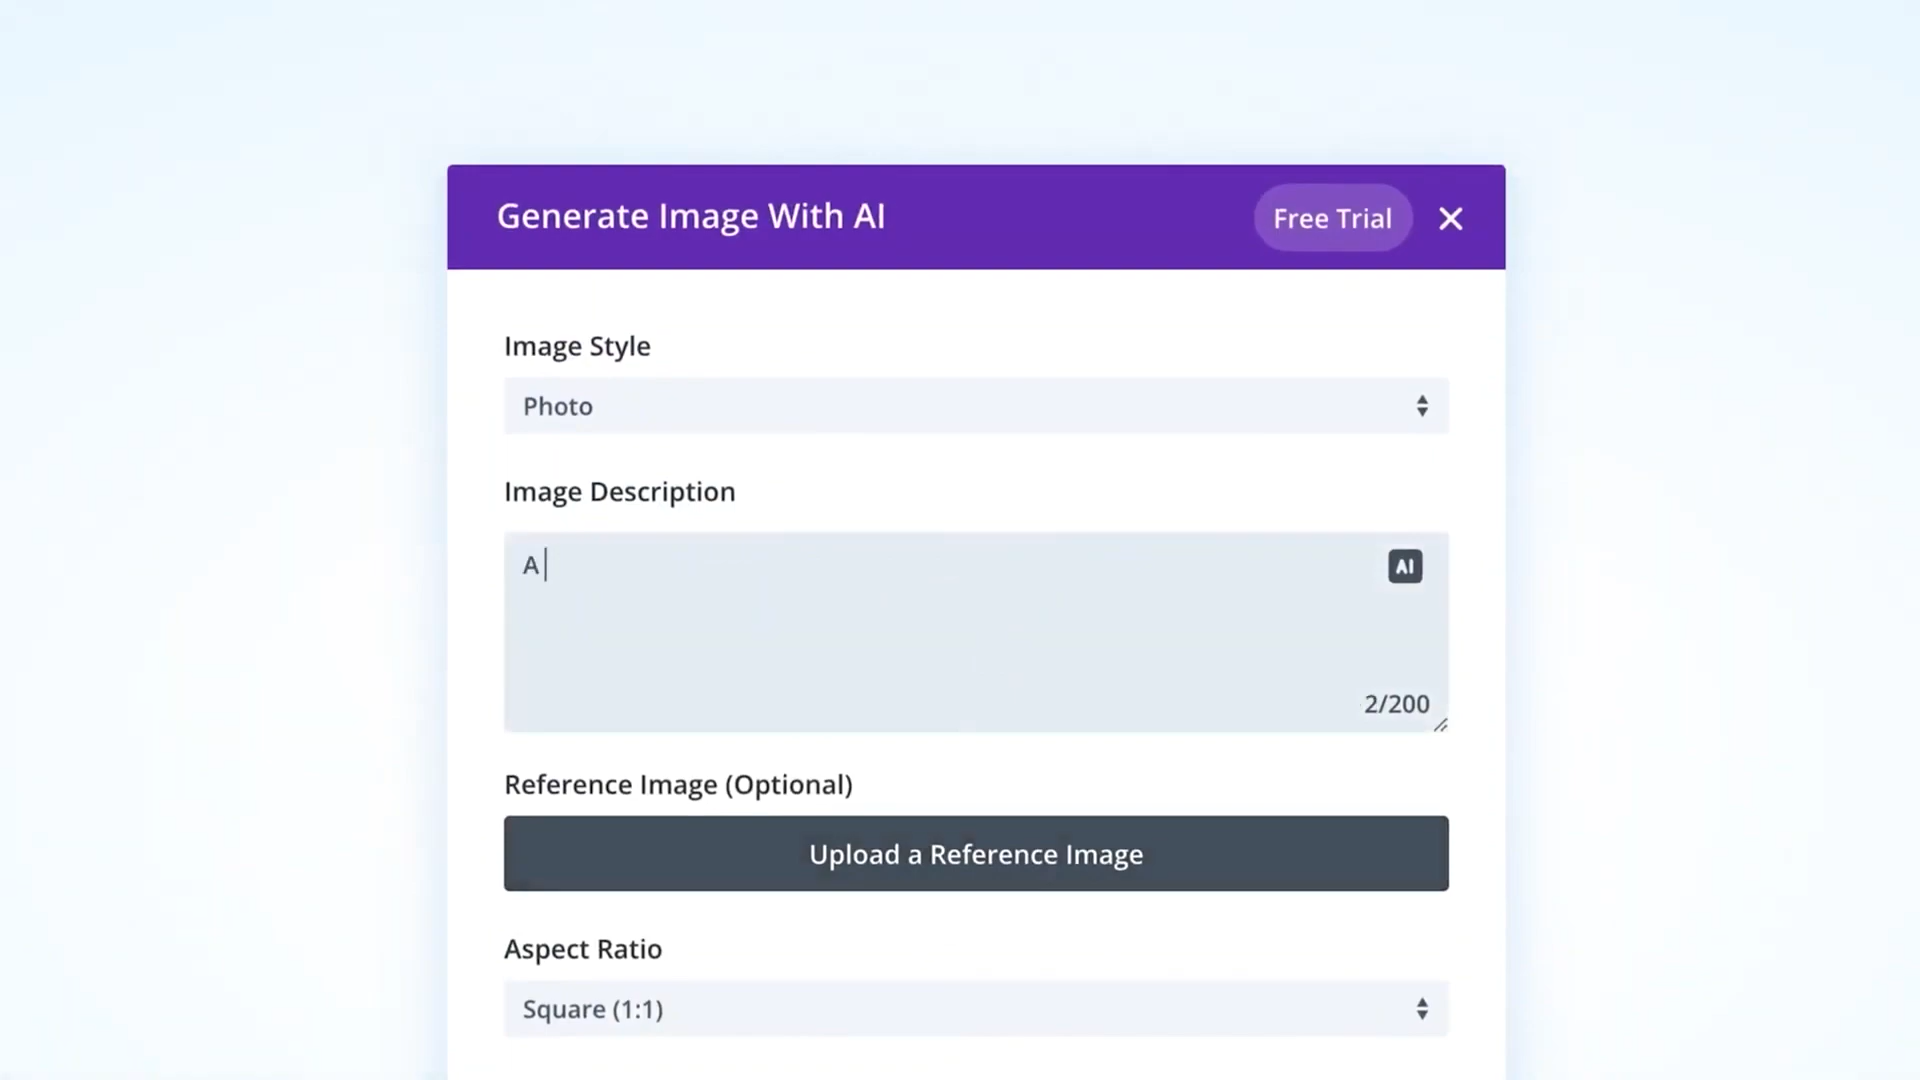 Generate Image With AI
Free Trial
Image Style
Photo
Image Description
A
AI
2/200
Reference Image (Optional)
Upload a Reference Image
Aspect Ratio
Square (1:1)